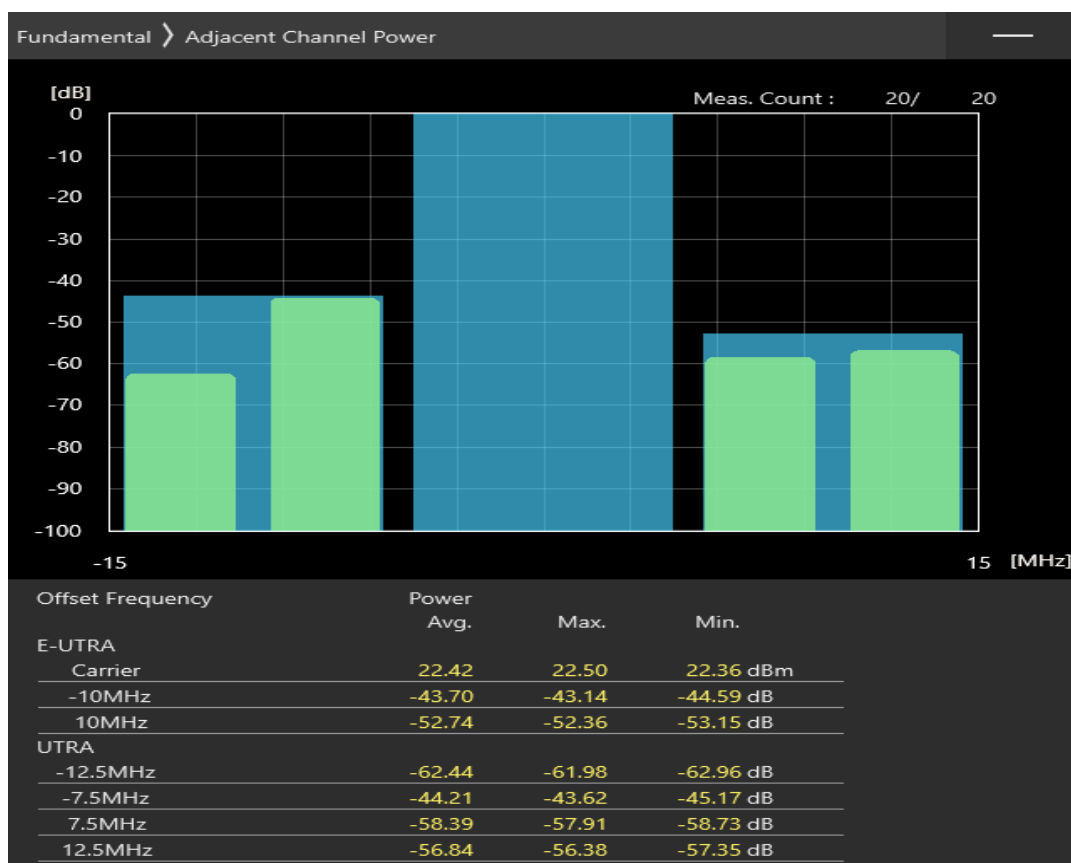 Fundamental 〉 Adjacent Channel Power
[dB]
Meas. Count : 20/ 20
0
-10
-20
-30
-40
-50
-60
-70
-80
-90
-100
-15 15 [MHz]
Offset Frequency Power
Avg. Max. Min.
E-UTRA
Carrier 22.42 22.50 22.36 dBm
-10MHz -43.70 -43.14 -44.59 dB
10MHz -52.74 -52.36 -53.15 dB
UTRA
-12.5MHz -62.44 -61.98 -62.96 dB
-7.5MHz -44.21 -43.62 -45.17 dB
7.5MHz -58.39 -57.91 -58.73 dB
12.5MHz -56.84 -56.38 -57.35 dB